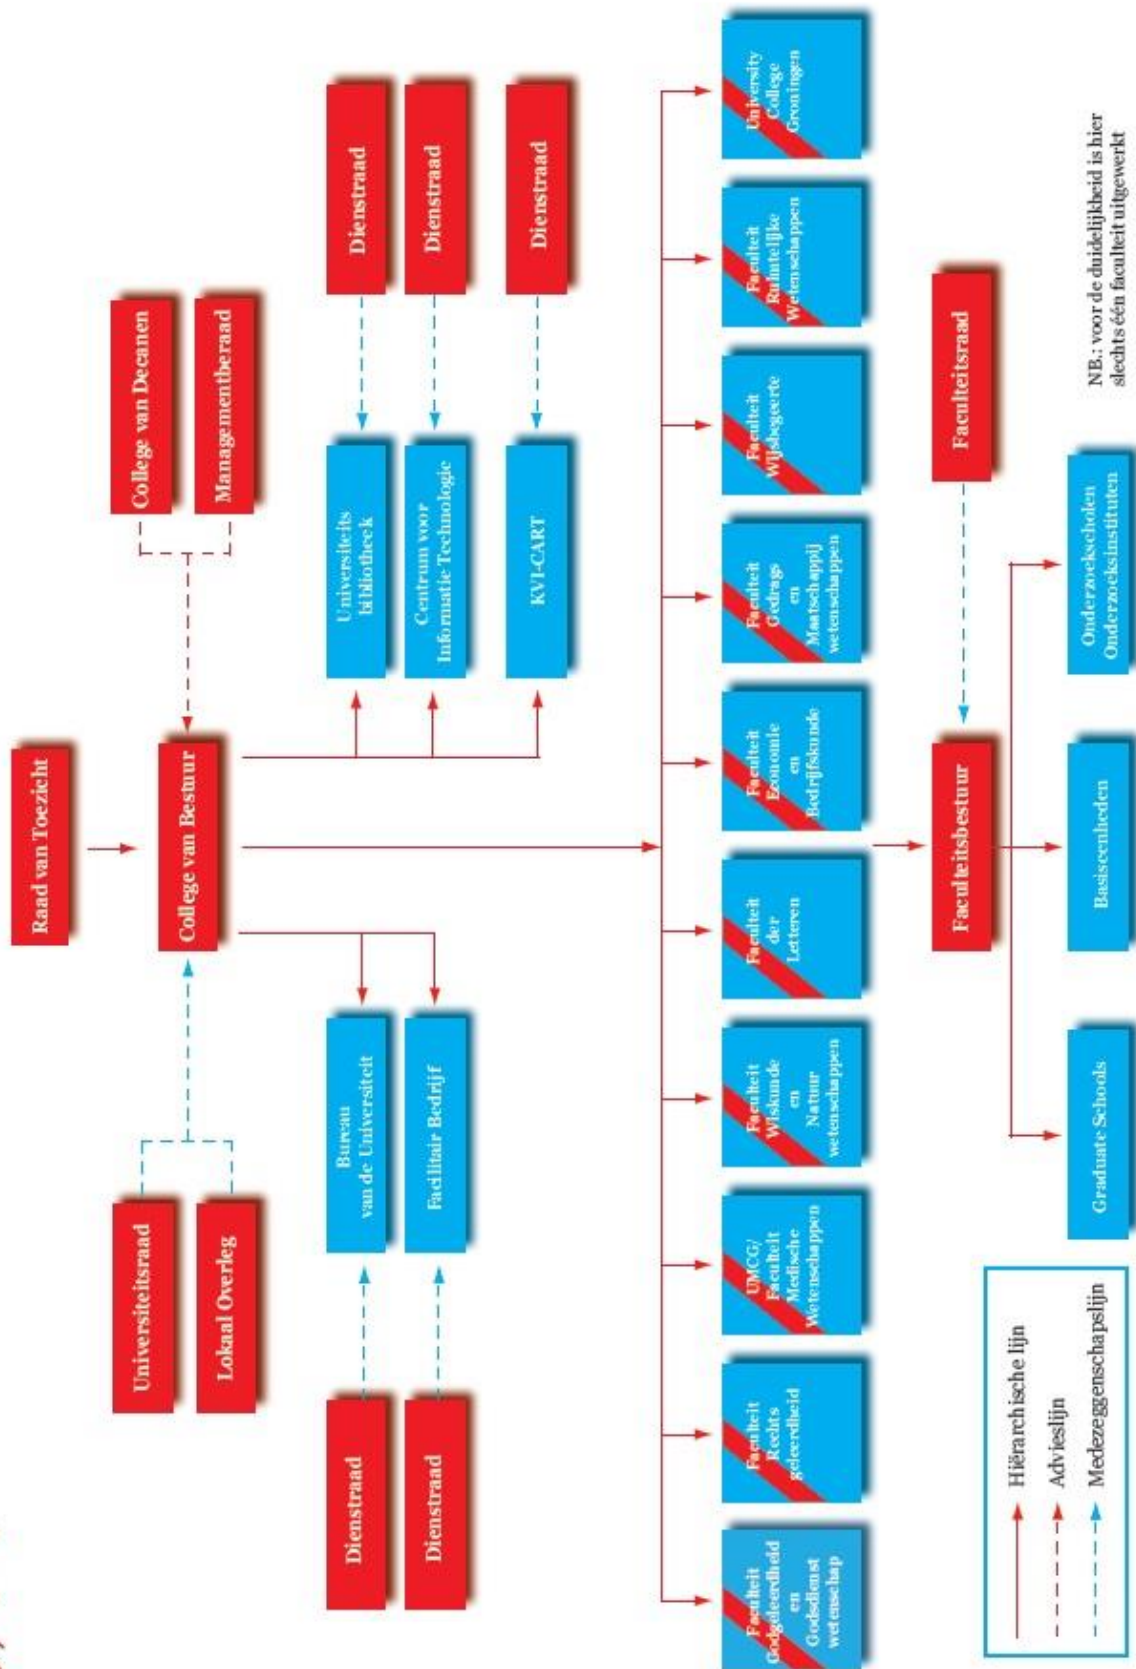 Raad van Toezicht
College van Bestuur
Universiteitsraad
Lokaal Overleg
College van Decanen
Managementberaad
Dienstraad
Dienstraad
Bureau
van de Universiteit
Facilitair Bedrijf
Universiteits
bibliotheek
Centrum voor
Informatie Technologie
KVI-CART
Dienstraad
Dienstraad
Dienstraad
Faculteit
Godgeleerdheid
en
Godsdienst
wetenschap
Faculteit
Rechts
geleerdheid
UMCG/
Faculteit
Medische
Wetenschappen
Faculteit
Wiskunde
en
Natuur
wetenschappen
Faculteit
der
Letteren
Faculteit
Economie
en
Bedrijfskunde
Faculteit
Gedrags
en
Maatschappij
wetenschappen
Faculteit
Wijsbegeerte
Faculteit
Ruimtelijke
Wetenschappen
University
College
Groningen
Faculteitsbestuur
Faculteitsraad
Graduate Schools
Basiseenheden
Onderzoekscholen
Onderzoeksinstituten
Hiërarchische lijn
Advieslijn
Medezeggenschapslijn
NB.: voor de duidelijkheid is hier
slechts één faculteit uitgewerkt